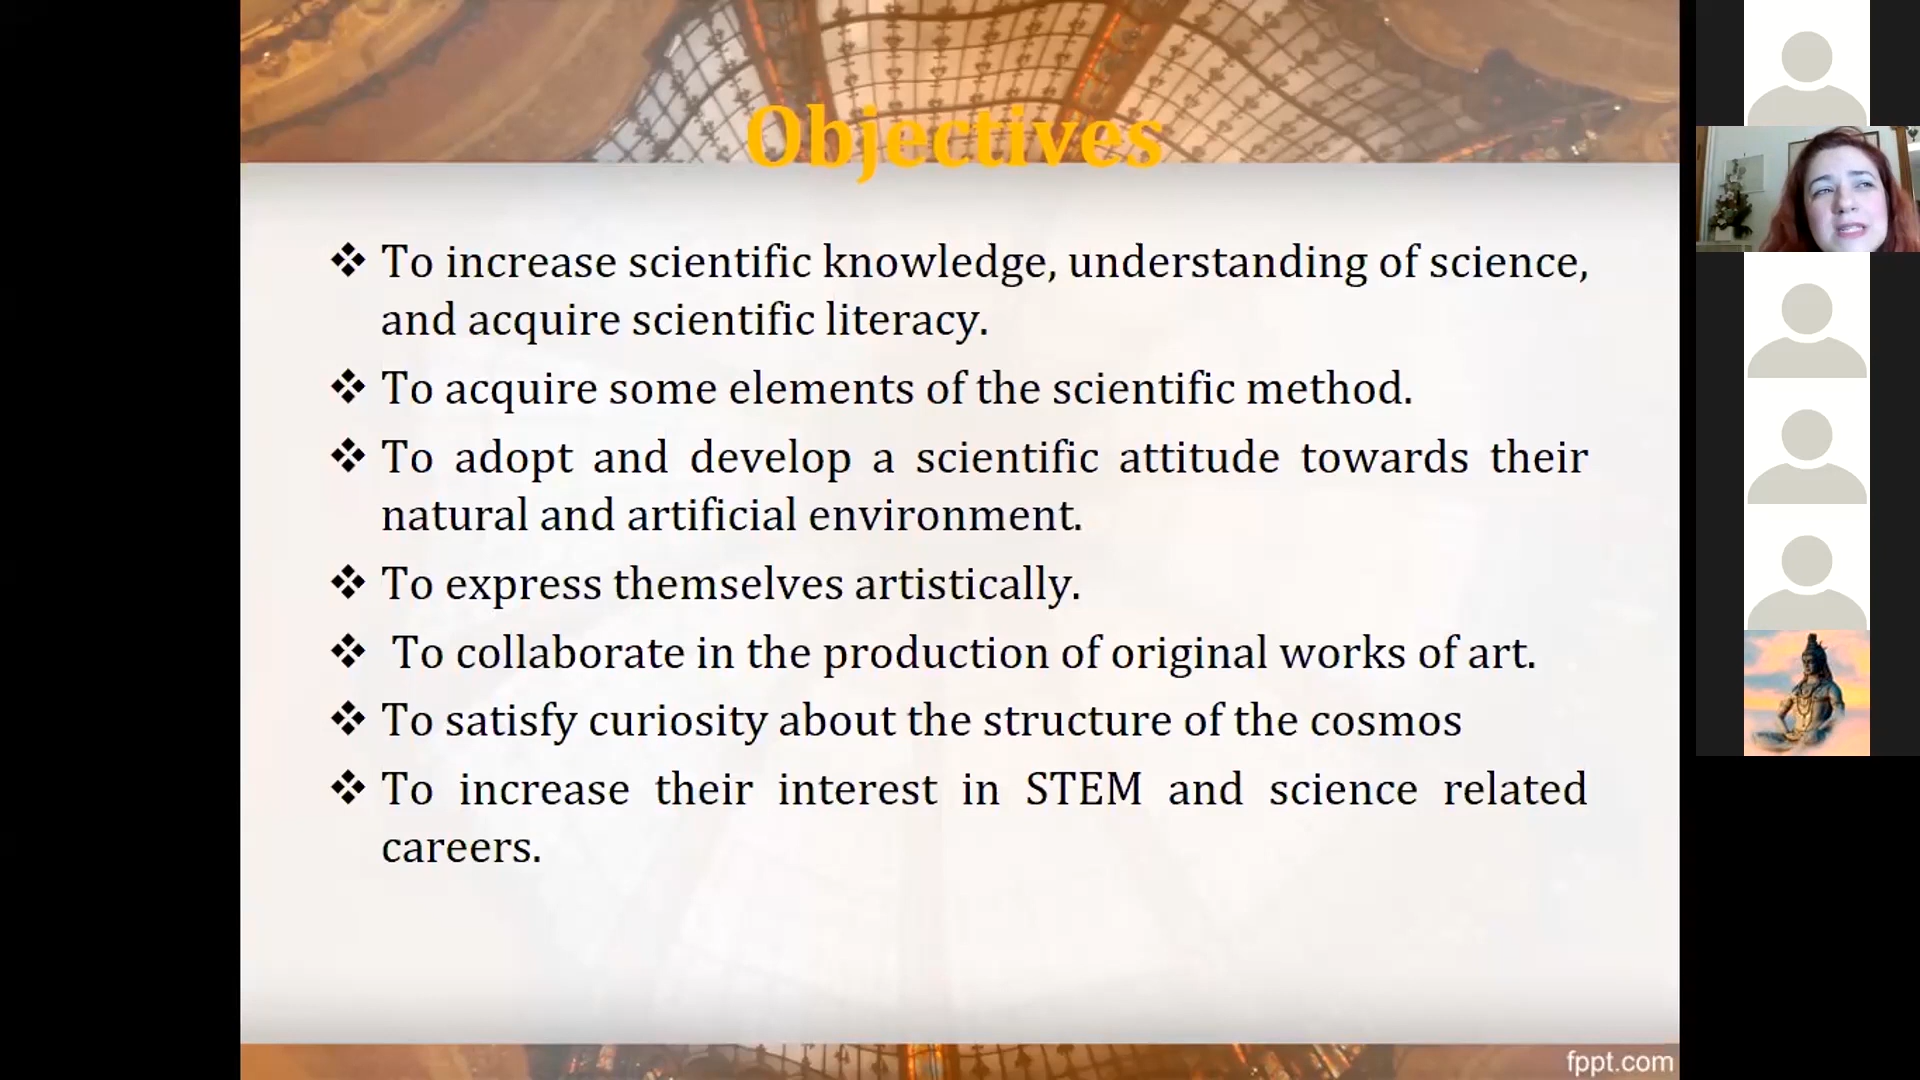 Objectives
❖ To increase scientific knowledge, understanding of science,
and acquire scientific literacy.
❖ To acquire some elements of the scientific method.
❖ To adopt and develop a scientific attitude towards their
natural and artificial environment.
❖ To express themselves artistically.
❖ To collaborate in the production of original works of art.
❖ To satisfy curiosity about the structure of the cosmos
❖ To increase their interest in STEM and science related
careers.
fppt.com